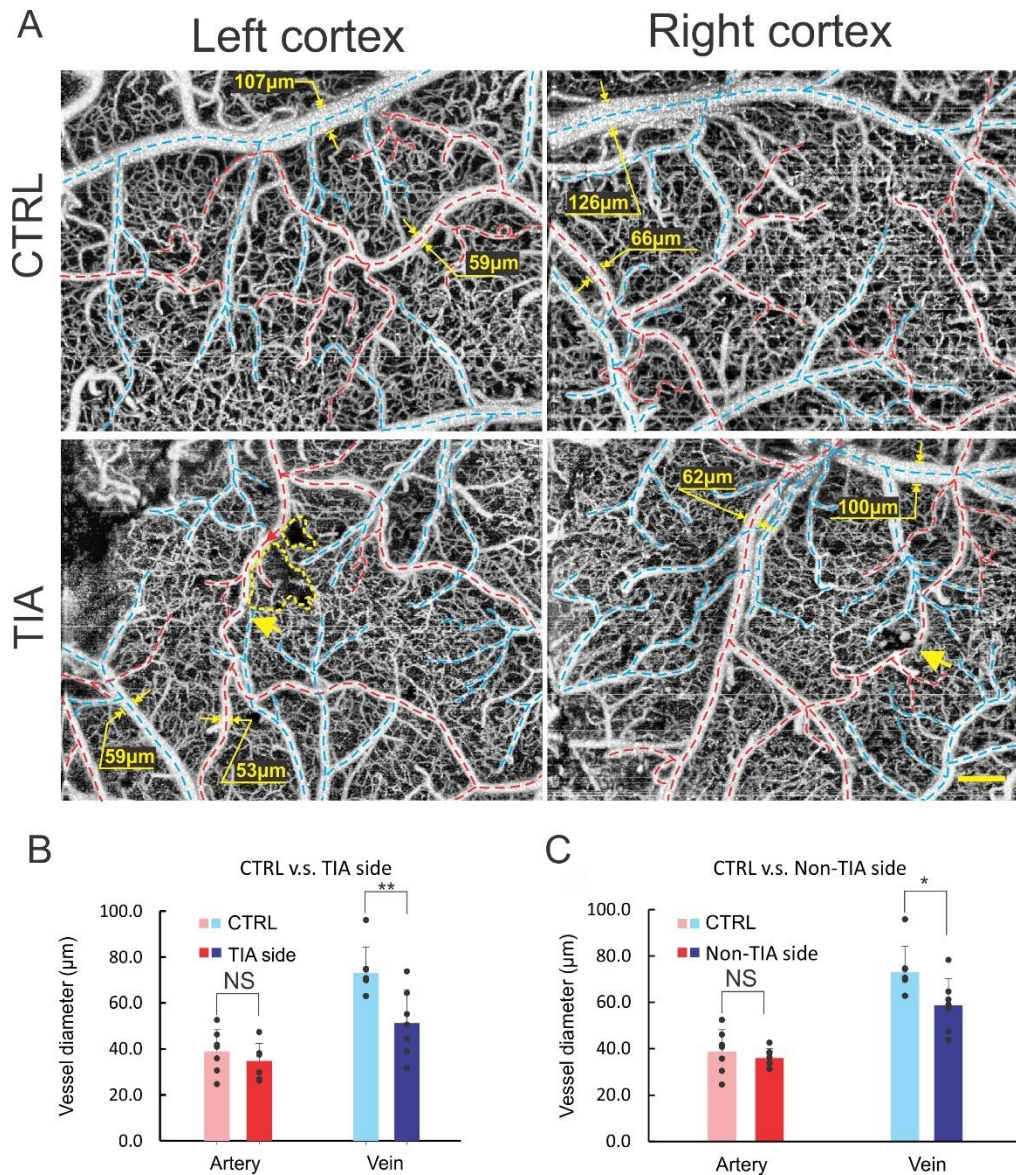 A
Left cortex
Right cortex
CTRL
107μm
59μm
126μm
66μm
TIA
59μm
53μm
62μm
100μm
B
CTRL v.s. TIA side
Vessel diameter (μm)
100.0
80.0
60.0
40.0
20.0
0.0
CTRL
TIA side
NS
**
Artery
Vein
C
CTRL v.s. Non-TIA side
Vessel diameter (μm)
100.0
80.0
60.0
40.0
20.0
0.0
CTRL
Non-TIA side
NS
*
Artery
Vein